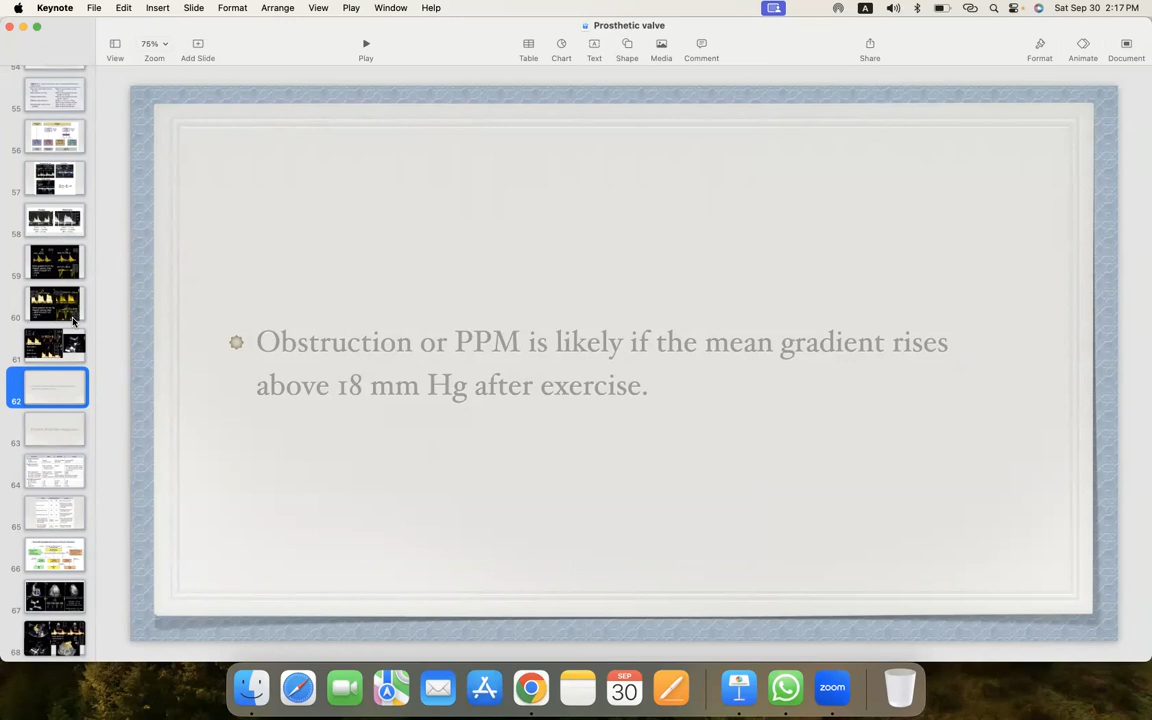 Keynote File Edit Insert Slide Format Arrange View Play Window Help A Sat Sep 30 2:17 PM
Prosthetic valve
75%
View Zoom Add Slide Play Table Chart Text Shape Media Comment Share Format Animate Document
54
55
56
57
58
59
60
61
62
63
64
65
66
67
68
Obstruction or PPM is likely if the mean gradient rises
above 18 mm Hg after exercise.
SEP
30
zoom